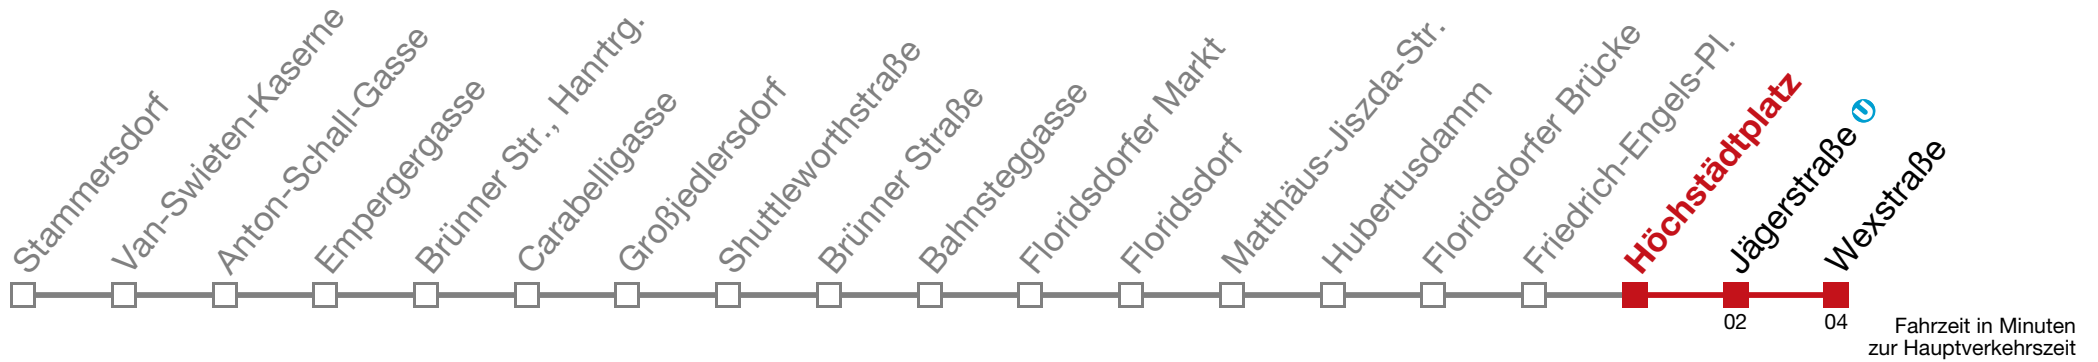 Stammersdorf
Van-Swieten-Kaserne
Anton-Schall-Gasse
Empergergasse
Brünner Str., Hanrtrg.
Carabelligasse
Großjedlersdorf
Shuttleworthstraße
Brünner Straße
Bahnsteggasse
Floridsdorfer Markt
Floridsdorf
Matthäus-Jiszda-Str.
Hubertusdamm
Floridsdorfer Brücke
Friedrich-Engels-Pl.
Höchstädtplatz
Jägerstraße U
Wexstraße
02
04
Fahrzeit in Minuten
zur Hauptverkehrszeit